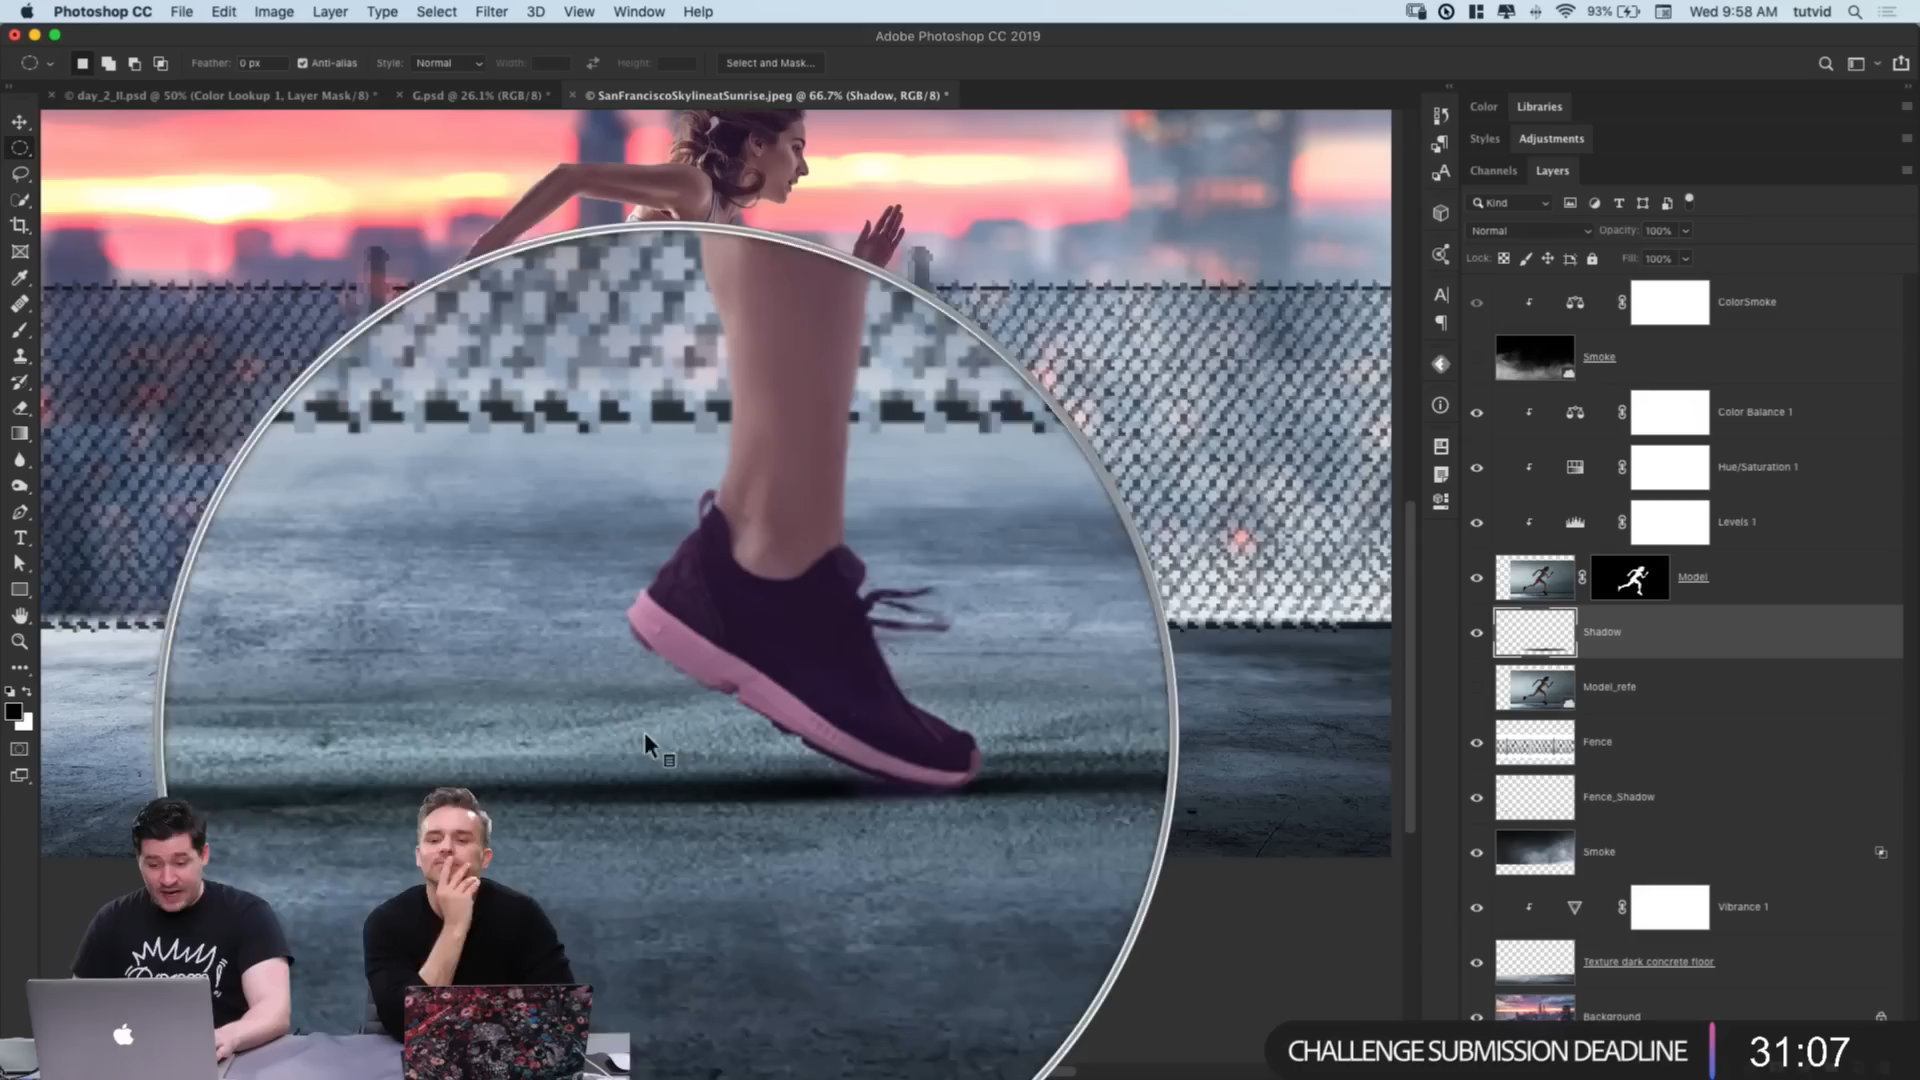 Photoshop CC File Edit Image Layer Type Select Filter 3D View Window Help 93% Wed 9:58 AM tutvid
Adobe Photoshop CC 2019
Feather: 0 px Anti-alias Style: Normal Width: Height: Select and Mask...
© day_2_II.psd @ 50% (Color Lookup 1, Layer Mask/8) * G.psd @ 26.1% (RGB/8) * © SanFranciscoSkylineatSunrise.jpeg @ 66.7% (Shadow, RGB/8) *
Color Libraries
Styles Adjustments
Channels Layers
Kind
Normal Opacity: 100%
Lock: Fill: 100%
ColorSmoke
Smoke
Color Balance 1
Hue/Saturation 1
Levels 1
Model
Shadow
Model_refe
Fence
Fence_Shadow
Smoke
Vibrance 1
Texture dark concrete floor
Background
CHALLENGE SUBMISSION DEADLINE 31:07